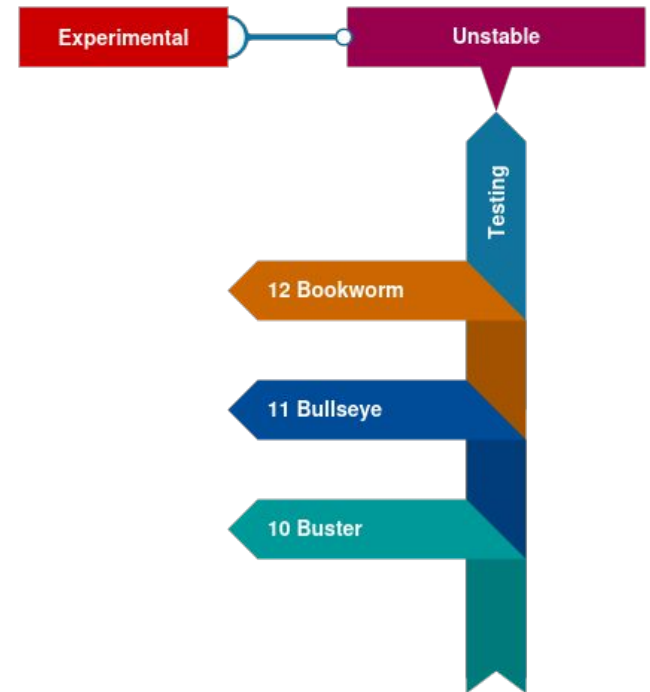 Experimental
Unstable
Testing
12 Bookworm
11 Bullseye
10 Buster